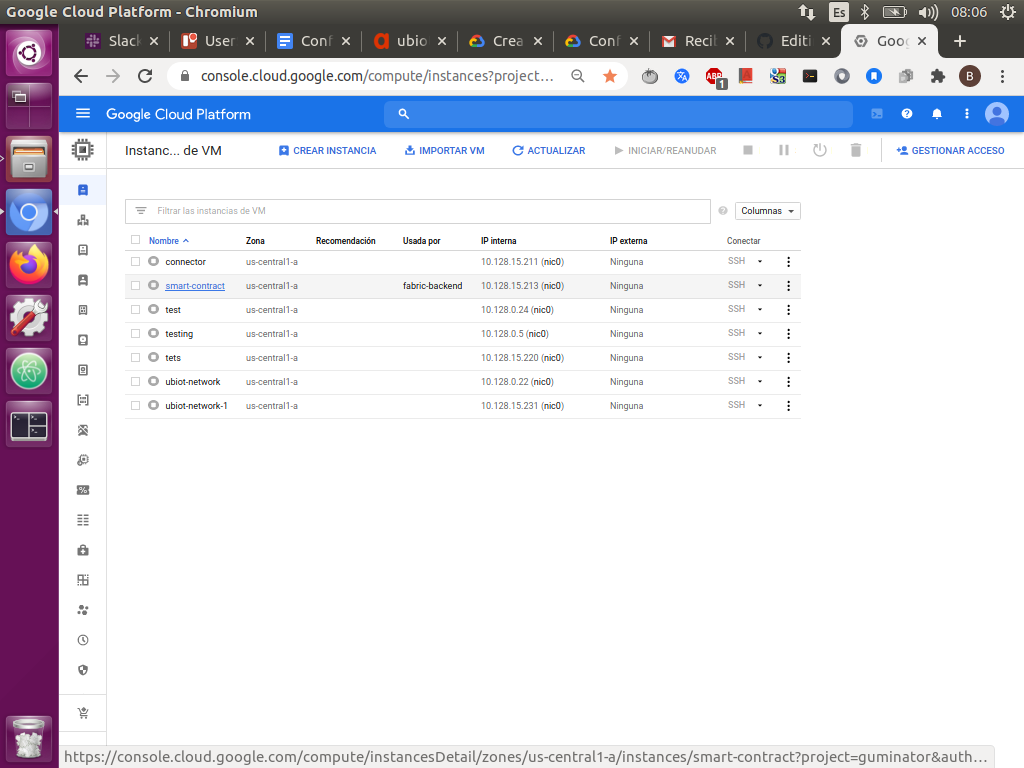 Google Cloud Platform - Chromium
Es
08:06
Slack
User
Conf
ubio
Crea
Conf
Recib
Editi
Goog
console.cloud.google.com/compute/instances?project...
ABP
1
S3
B
Google Cloud Platform
Instanc... de VM
CREAR INSTANCIA
IMPORTAR VM
ACTUALIZAR
INICIAR/REANUDAR
GESTIONAR ACCESO
Filtrar las instancias de VM
Columnas
Nombre Zona Recomendación Usada por IP interna IP externa Conectar
connector us-central1-a 10.128.15.211 (nic0) Ninguna SSH
smart-contract us-central1-a fabric-backend 10.128.15.213 (nic0) Ninguna SSH
test us-central1-a 10.128.0.24 (nic0) Ninguna SSH
testing us-central1-a 10.128.0.5 (nic0) Ninguna SSH
tets us-central1-a 10.128.15.220 (nic0) Ninguna SSH
ubiot-network us-central1-a 10.128.0.22 (nic0) Ninguna SSH
ubiot-network-1 us-central1-a 10.128.15.231 (nic0) Ninguna SSH
https://console.cloud.google.com/compute/instancesDetail/zones/us-central1-a/instances/smart-contract?project=guminator&auth...